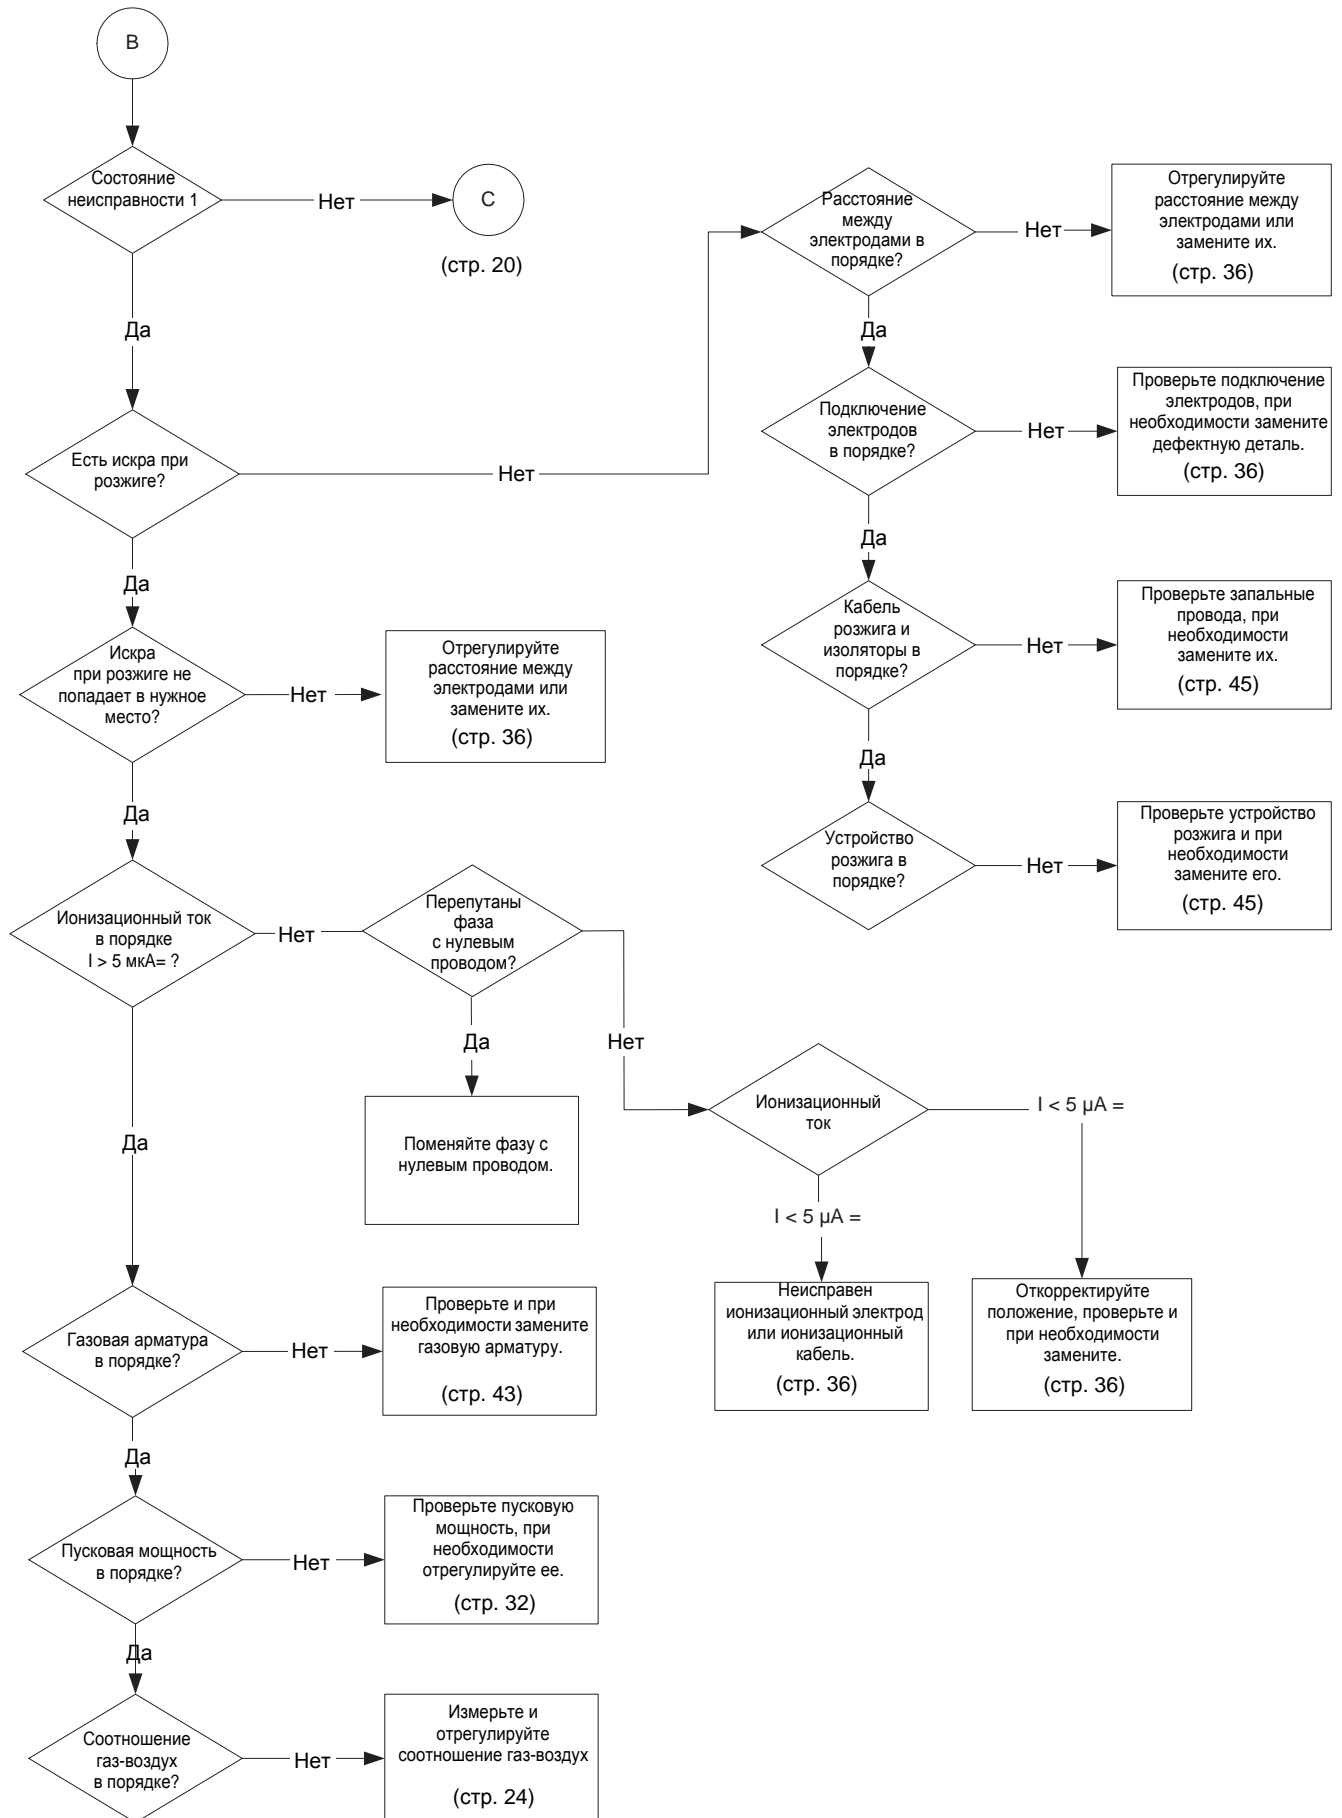 B
Состояние
неисправности 1
Нет
C
(стр. 20)
Да
Есть искра при
розжиге?
Нет
Расстояние
между
электродами в
порядке?
Нет
Отрегулируйте
расстояние между
электродами или
замените их.
(стр. 36)
Да
Подключение
электродов
в порядке?
Нет
Проверьте подключение
электродов, при
необходимости замените
дефектную деталь.
(стр. 36)
Да
Кабель
розжига и
изоляторы в
порядке?
Нет
Проверьте запальные
провода, при
необходимости
замените их.
(стр. 45)
Да
Устройство
розжига в
порядке?
Нет
Проверьте устройство
розжига и при
необходимости
замените его.
(стр. 45)
Да
Искра
при розжиге не
попадает в нужное
место?
Нет
Отрегулируйте
расстояние между
электродами или
замените их.
(стр. 36)
Да
Ионизационный ток
в порядке
I > 5 мкА= ?
Нет
Перепутаны
фаза
с нулевым
проводом?
Да
Поменяйте фазу с
нулевым проводом.
Нет
Ионизационный
ток
I < 5 µA =
I < 5 µA =
Неисправен
ионизационный электрод
или ионизационный
кабель.
(стр. 36)
Откорректируйте
положение, проверьте и
при необходимости
замените.
(стр. 36)
Да
Газовая арматура
в порядке?
Нет
Проверьте и при
необходимости замените
газовую арматуру.
(стр. 43)
Да
Пусковая мощность
в порядке?
Нет
Проверьте пусковую
мощность, при
необходимости
отрегулируйте ее.
(стр. 32)
Да
Соотношение
газ-воздух
в порядке?
Нет
Измерьте и
отрегулируйте
соотношение газ-воздух
(стр. 24)